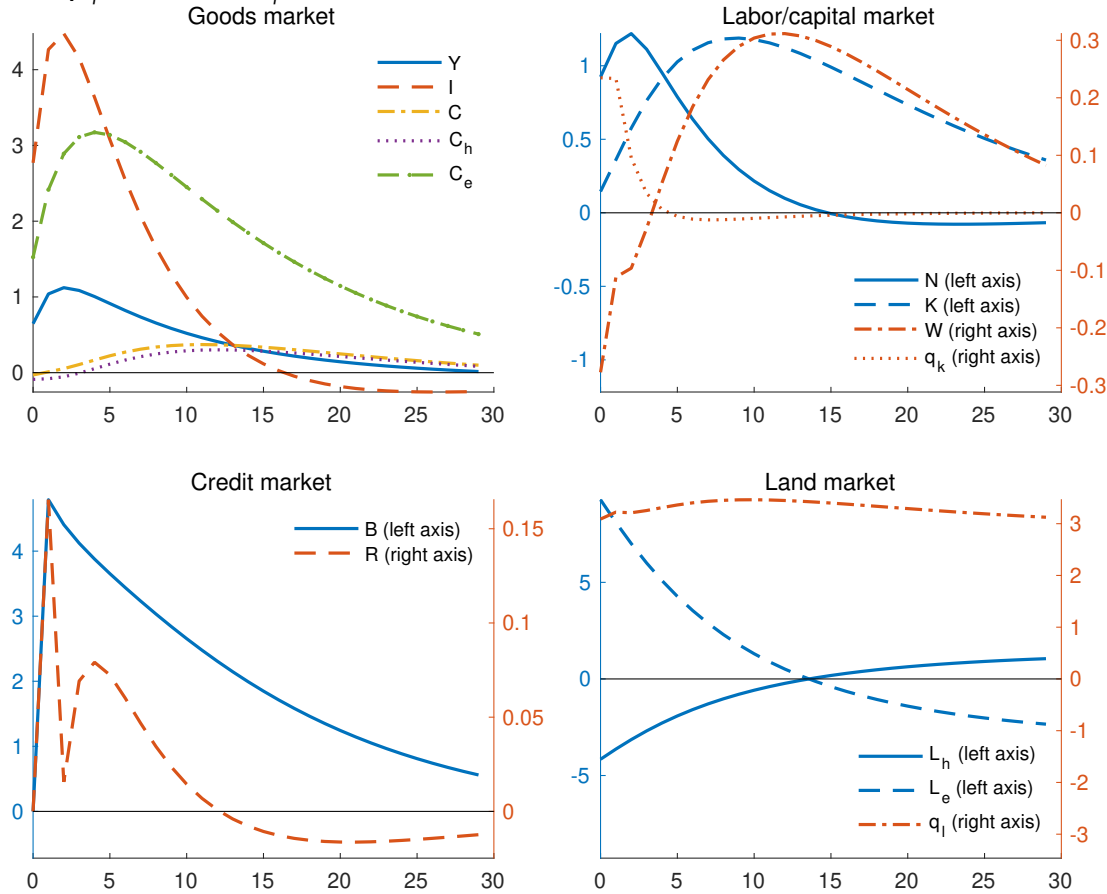 Goods market
4
3
2
1
0
Y
I
C
C_h
C_e
0 5 10 15 20 25 30
Labor/capital market
1
0.5
0
-0.5
-1
0.3
0.2
0.1
0
-0.1
-0.2
-0.3
N (left axis)
K (left axis)
W (right axis)
q_k (right axis)
0 5 10 15 20 25 30
Credit market
4
3
2
1
0
0.15
0.1
0.05
0
B (left axis)
R (right axis)
0 5 10 15 20 25 30
Land market
5
0
-5
3
2
1
0
-1
-2
-3
L_h (left axis)
L_e (left axis)
q_l (right axis)
0 5 10 15 20 25 30